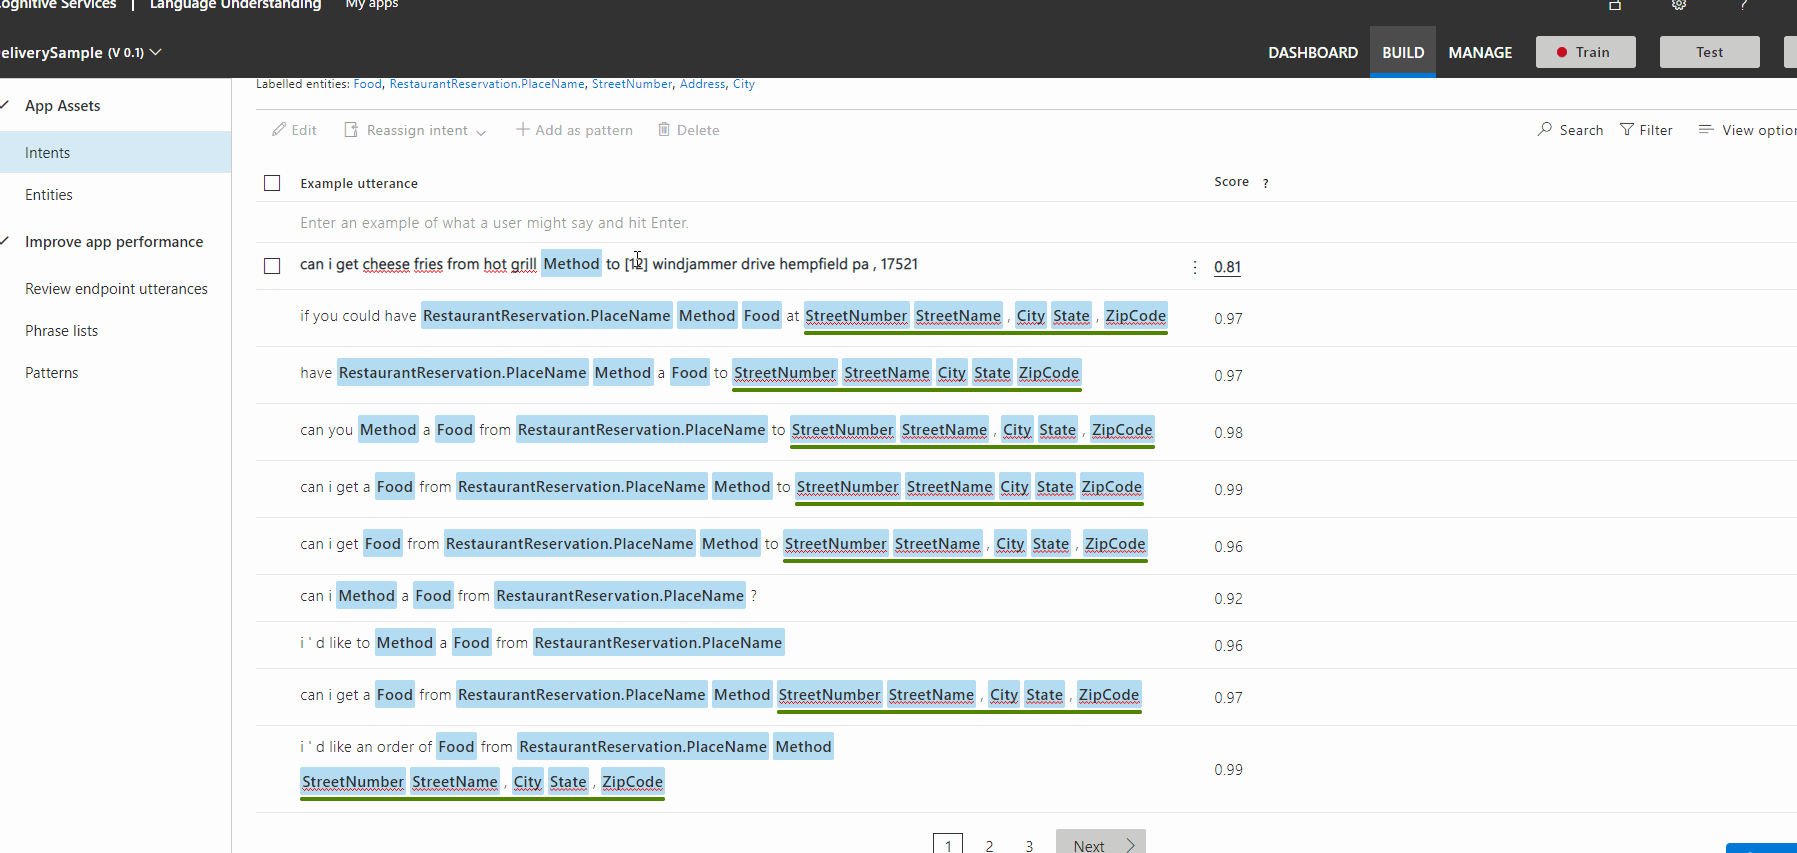 ognitive Services | Language Understanding My apps
eliverySample (V 0.1) DASHBOARD BUILD MANAGE Train Test
Labelled entities: Food, RestaurantReservation.PlaceName, StreetNumber, Address, City
App Assets
Edit Reassign intent Add as pattern Delete Search Filter View optior
Intents
Example utterance Score ?
Entities
Enter an example of what a user might say and hit Enter.
Improve app performance
can i get cheese fries from hot grill Method to [12] windjammer drive hempfield pa , 17521 0.81
Review endpoint utterances
if you could have RestaurantReservation.PlaceName Method Food at StreetNumber StreetName , City State , ZipCode 0.97
Phrase lists
have RestaurantReservation.PlaceName Method a Food to StreetNumber StreetName City State ZipCode 0.97
Patterns
can you Method a Food from RestaurantReservation.PlaceName to StreetNumber StreetName , City State , ZipCode 0.98
can i get a Food from RestaurantReservation.PlaceName Method to StreetNumber StreetName City State ZipCode 0.99
can i get Food from RestaurantReservation.PlaceName Method to StreetNumber StreetName , City State , ZipCode 0.96
can i Method a Food from RestaurantReservation.PlaceName ? 0.92
i ' d like to Method a Food from RestaurantReservation.PlaceName 0.96
can i get a Food from RestaurantReservation.PlaceName Method StreetNumber StreetName , City State , ZipCode 0.97
i ' d like an order of Food from RestaurantReservation.PlaceName Method
StreetNumber StreetName , City State , ZipCode 0.99
1 2 3 Next